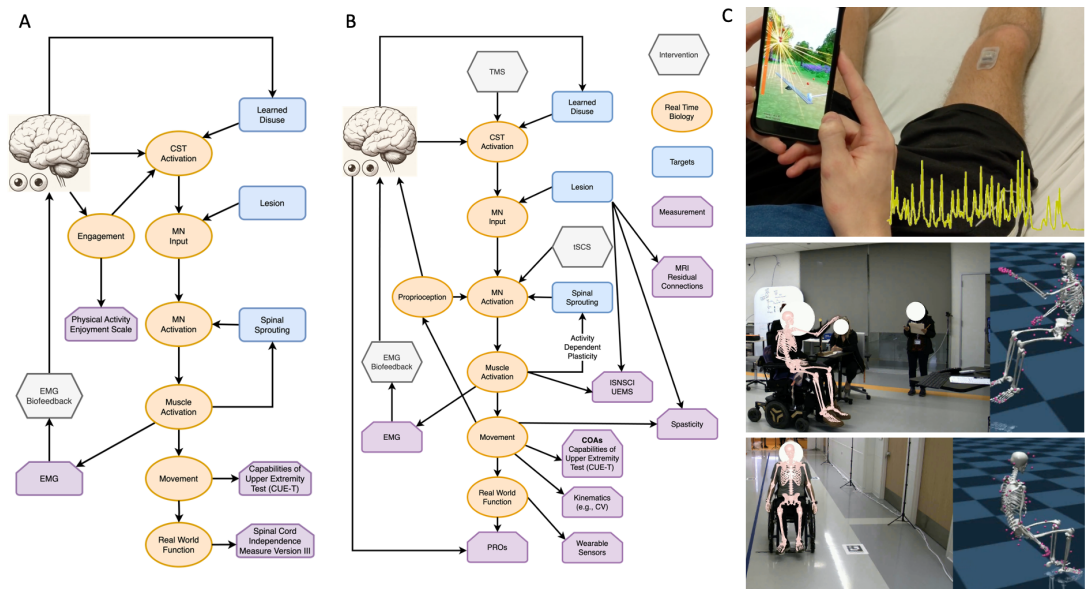 A
Learned
Disuse
CST
Activation
Lesion
MN
Input
Engagement
Physical Activity
Enjoyment Scale
MN
Activation
Spinal
Sprouting
EMG
Biofeedback
Muscle
Activation
EMG
Movement
Capabilities of
Upper Extremity
Test (CUE-T)
Real World
Function
Spinal Cord
Independence
Measure Version III
B
TMS
Learned
Disuse
CST
Activation
Lesion
MN
Input
tSCS
MRI
Residual
Connections
Proprioception
MN
Activation
Spinal
Sprouting
Activity
Dependent
Plasticity
EMG
Biofeedback
Muscle
Activation
ISNSCI
UEMS
EMG
Movement
Spasticity
COAs
Capabilities of
Upper Extremity
Test (CUE-T)
Real World
Function
Kinematics
(e.g., CV)
PROs
Wearable
Sensors
Intervention
Real Time
Biology
Targets
Measurement
C